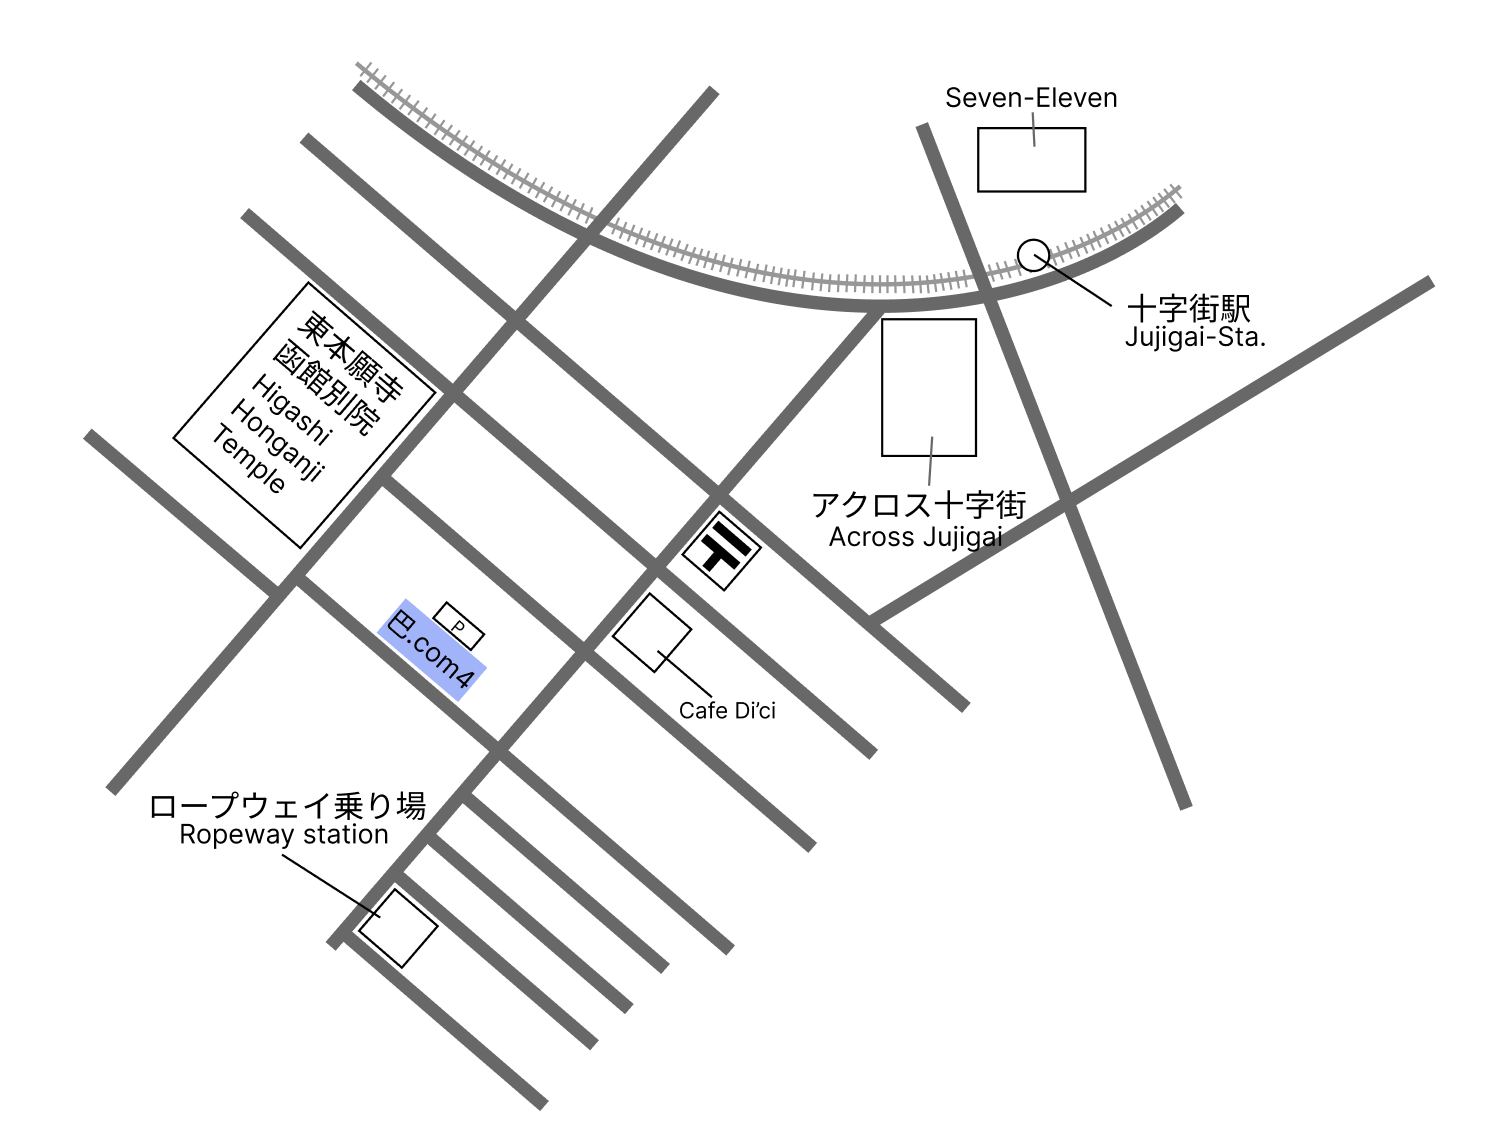 Seven-Eleven
十字街駅
Jujigai-Sta.
東本願寺
函館別院
Higashi
Honganji
Temple
アクロス十字街
Across Jujigai
〒
P
巴.com4
Cafe Di'ci
ロープウェイ乗り場
Ropeway station